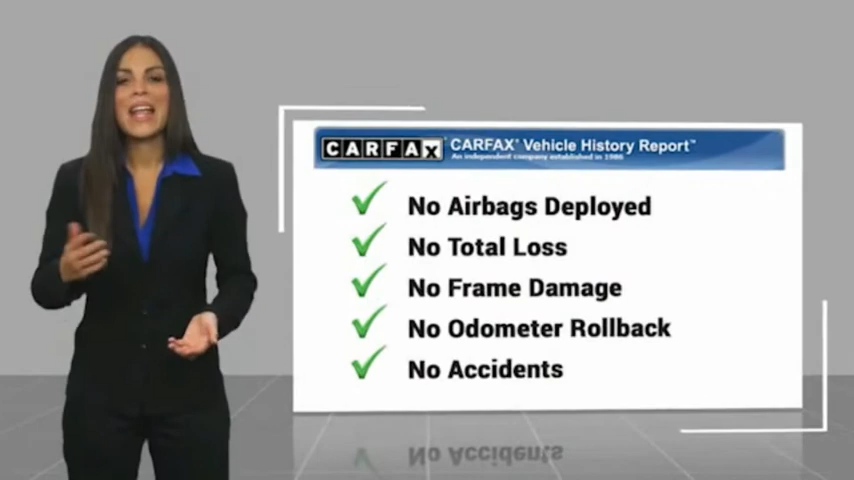 CARFAX CARFAX® Vehicle History Report™
An independent company established in 1986
No Airbags Deployed
No Total Loss
No Frame Damage
No Odometer Rollback
No Accidents
No Accidents